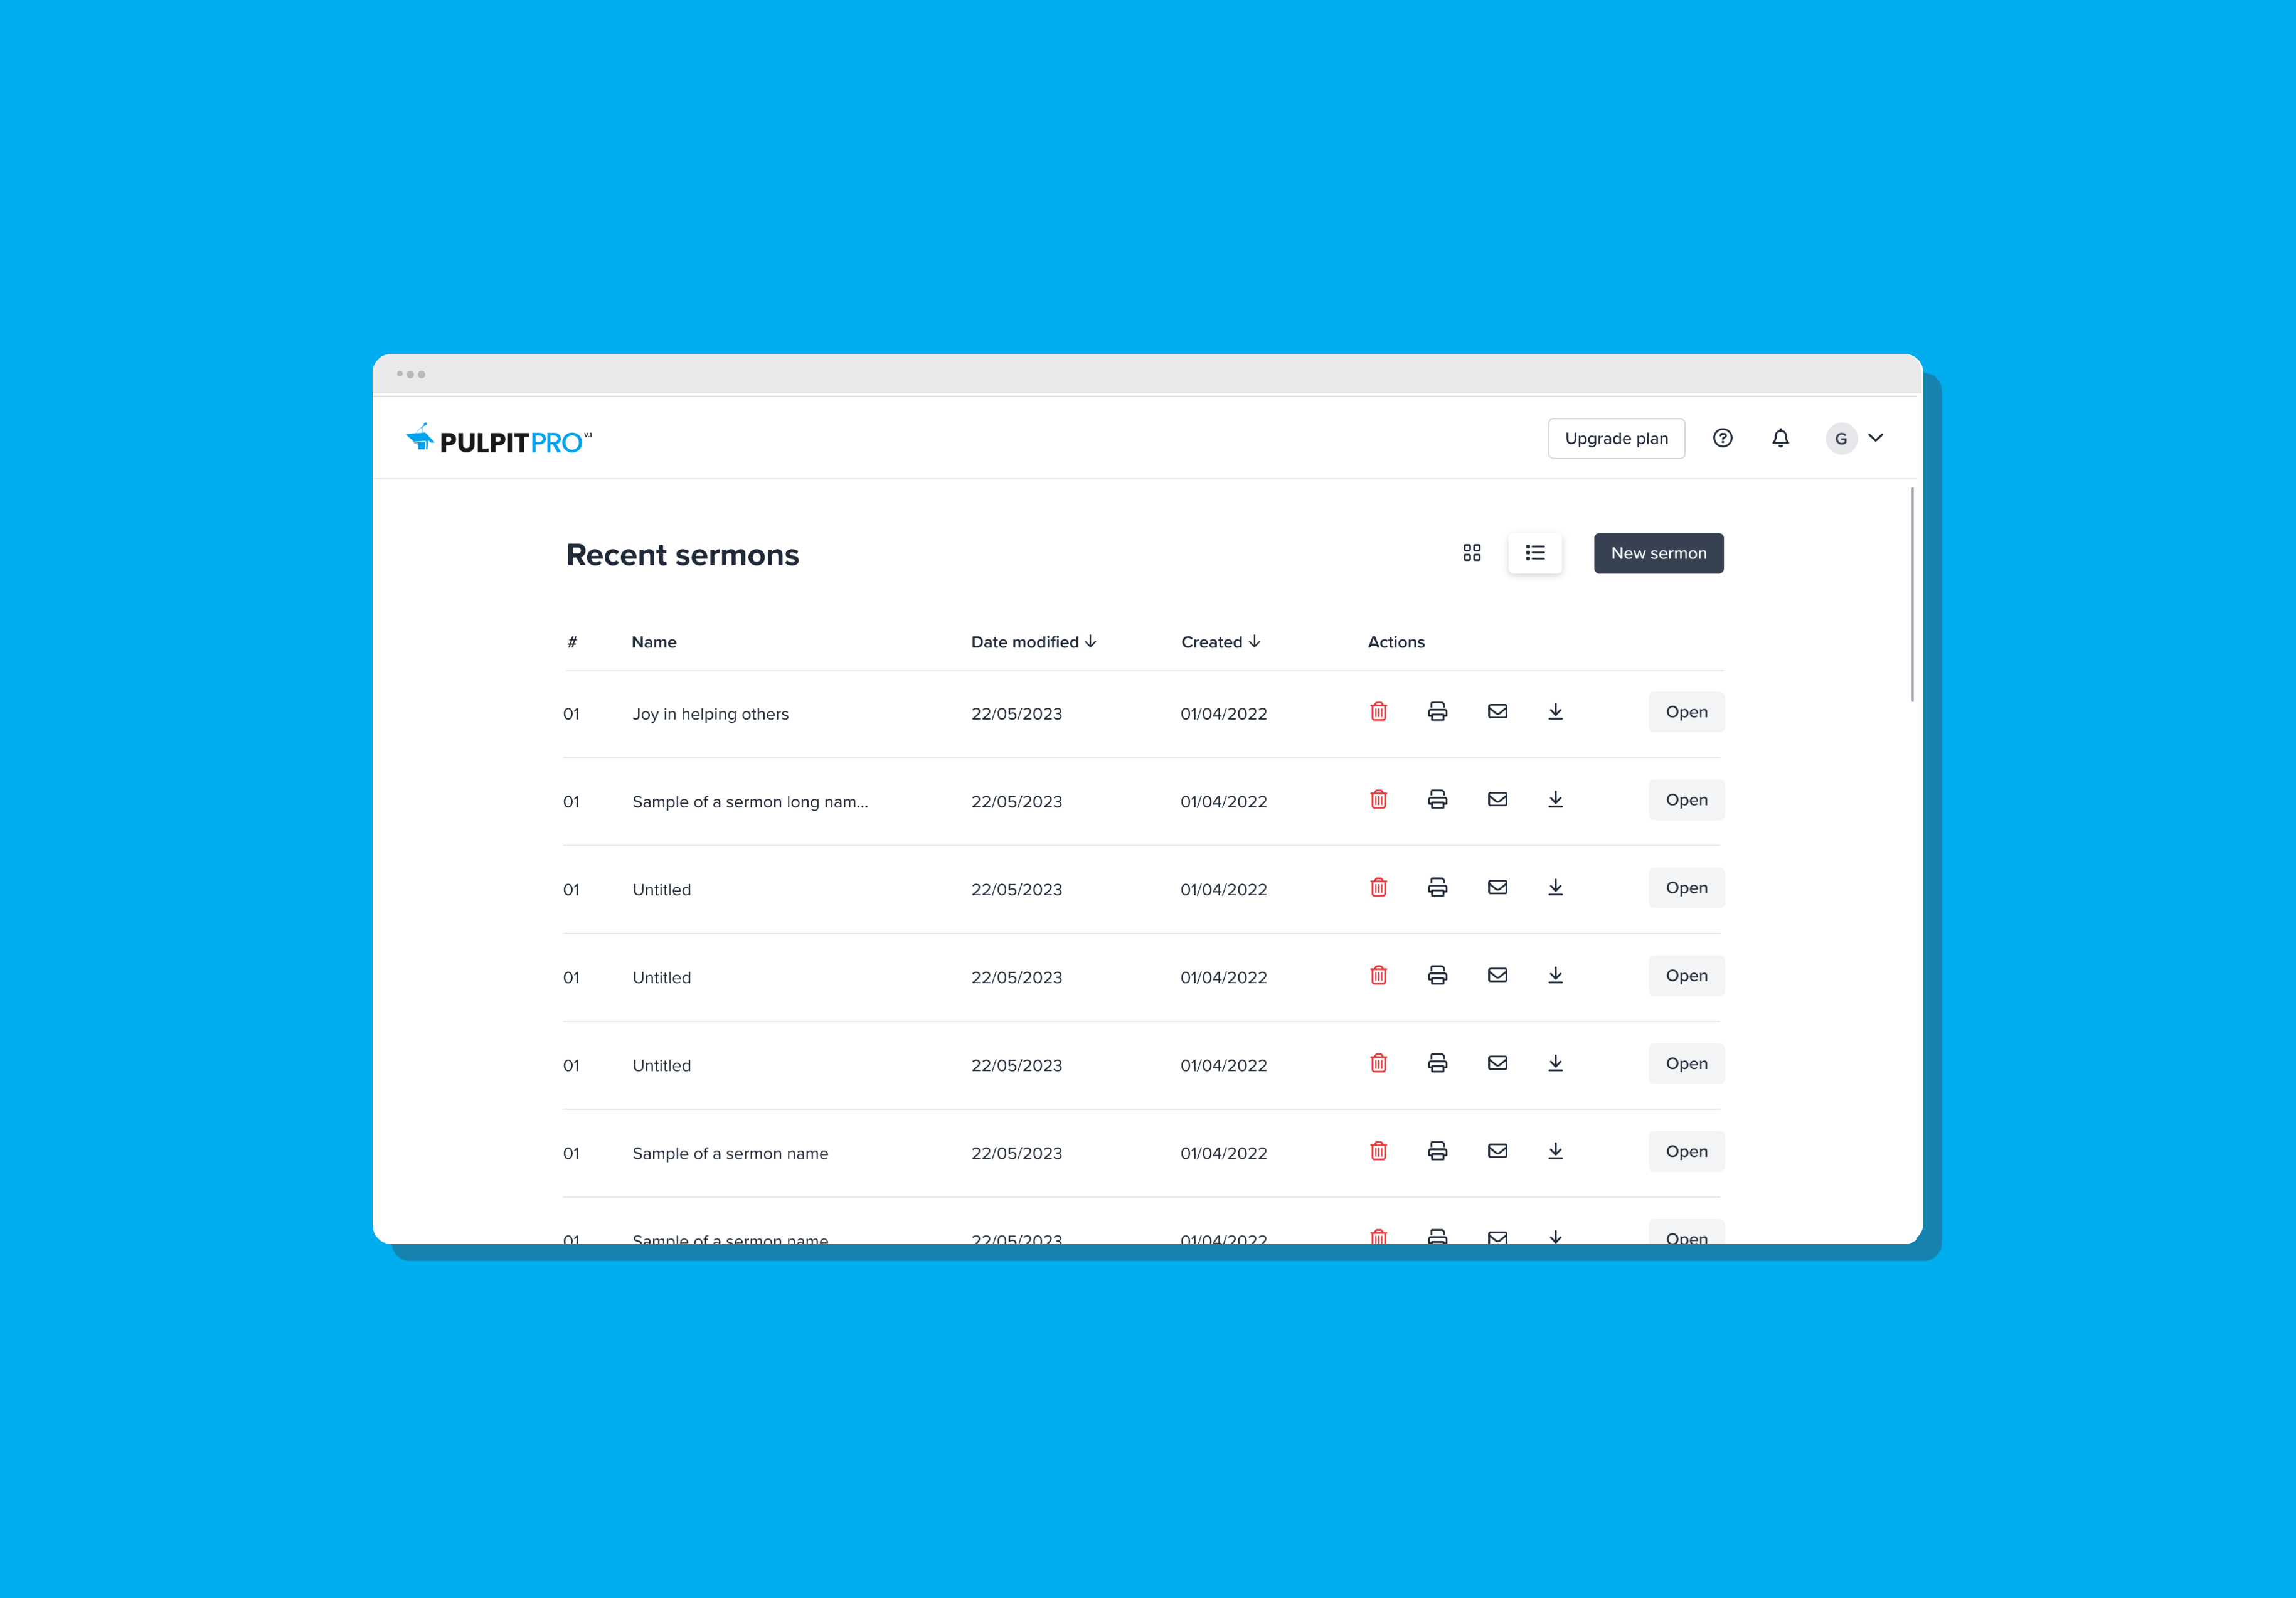 PULPITPRO V.1
Upgrade plan
G
Recent sermons
New sermon
# Name Date modified Created Actions
01 Joy in helping others 22/05/2023 01/04/2022 Open
01 Sample of a sermon long nam... 22/05/2023 01/04/2022 Open
01 Untitled 22/05/2023 01/04/2022 Open
01 Untitled 22/05/2023 01/04/2022 Open
01 Untitled 22/05/2023 01/04/2022 Open
01 Sample of a sermon name 22/05/2023 01/04/2022 Open
01 Sample of a sermon name 22/05/2023 01/04/2022 Open